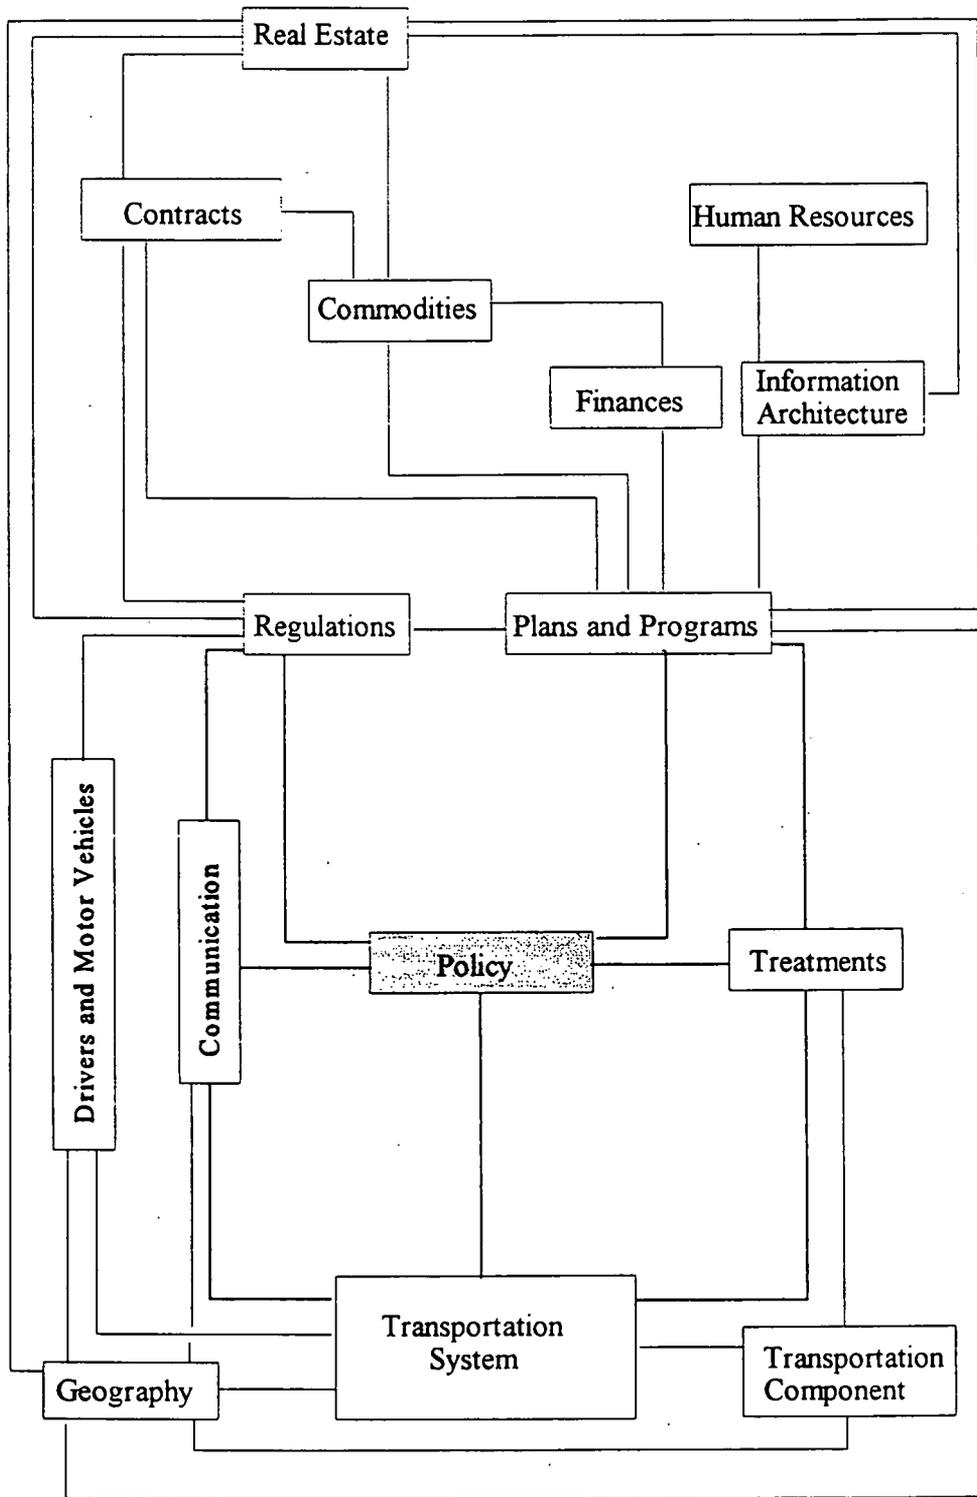 Real Estate
Contracts
Human Resources
Commodities
Finances
Information
Architecture
Regulations
Plans and Programs
Drivers and Motor Vehicles
Communication
Policy
Treatments
Transportation
System
Geography
Transportation
Component